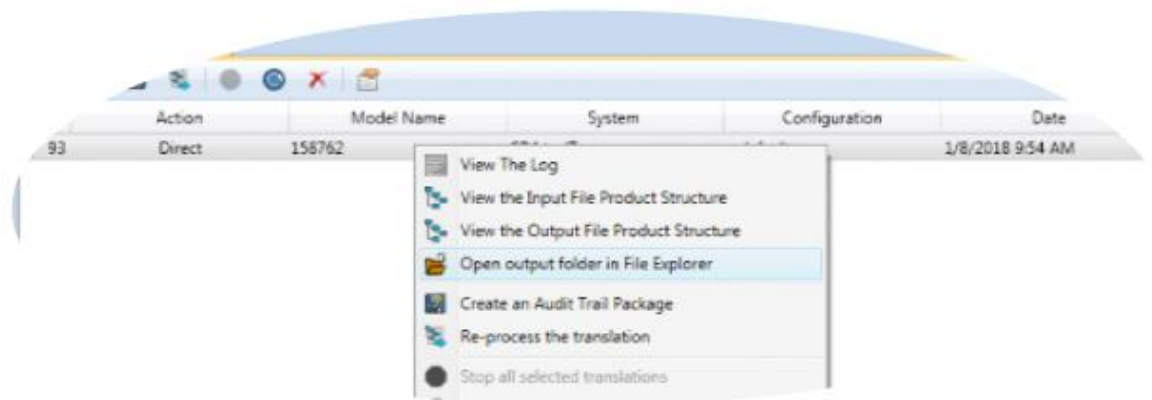 Action Model Name System Configuration Date
93 Direct 158762 1/8/2018 9:54 AM
View The Log
View the Input File Product Structure
View the Output File Product Structure
Open output folder in File Explorer
Create an Audit Trail Package
Re-process the translation
Stop all selected translations